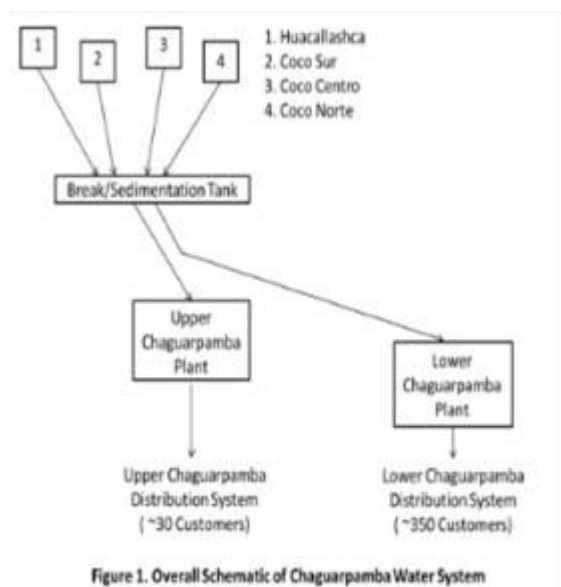 1
2
3
4
1. Huacallashca
2. Coco Sur
3. Coco Centro
4. Coco Norte
Break/Sedimentation Tank
Upper
Chaguarpamba
Plant
Lower
Chaguarpamba
Plant
Upper Chaguarpamba
Distribution System
( ~30 Customers)
Lower Chaguarpamba
Distribution System
( ~350 Customers)
Figure 1. Overall Schematic of Chaguarpamba Water System